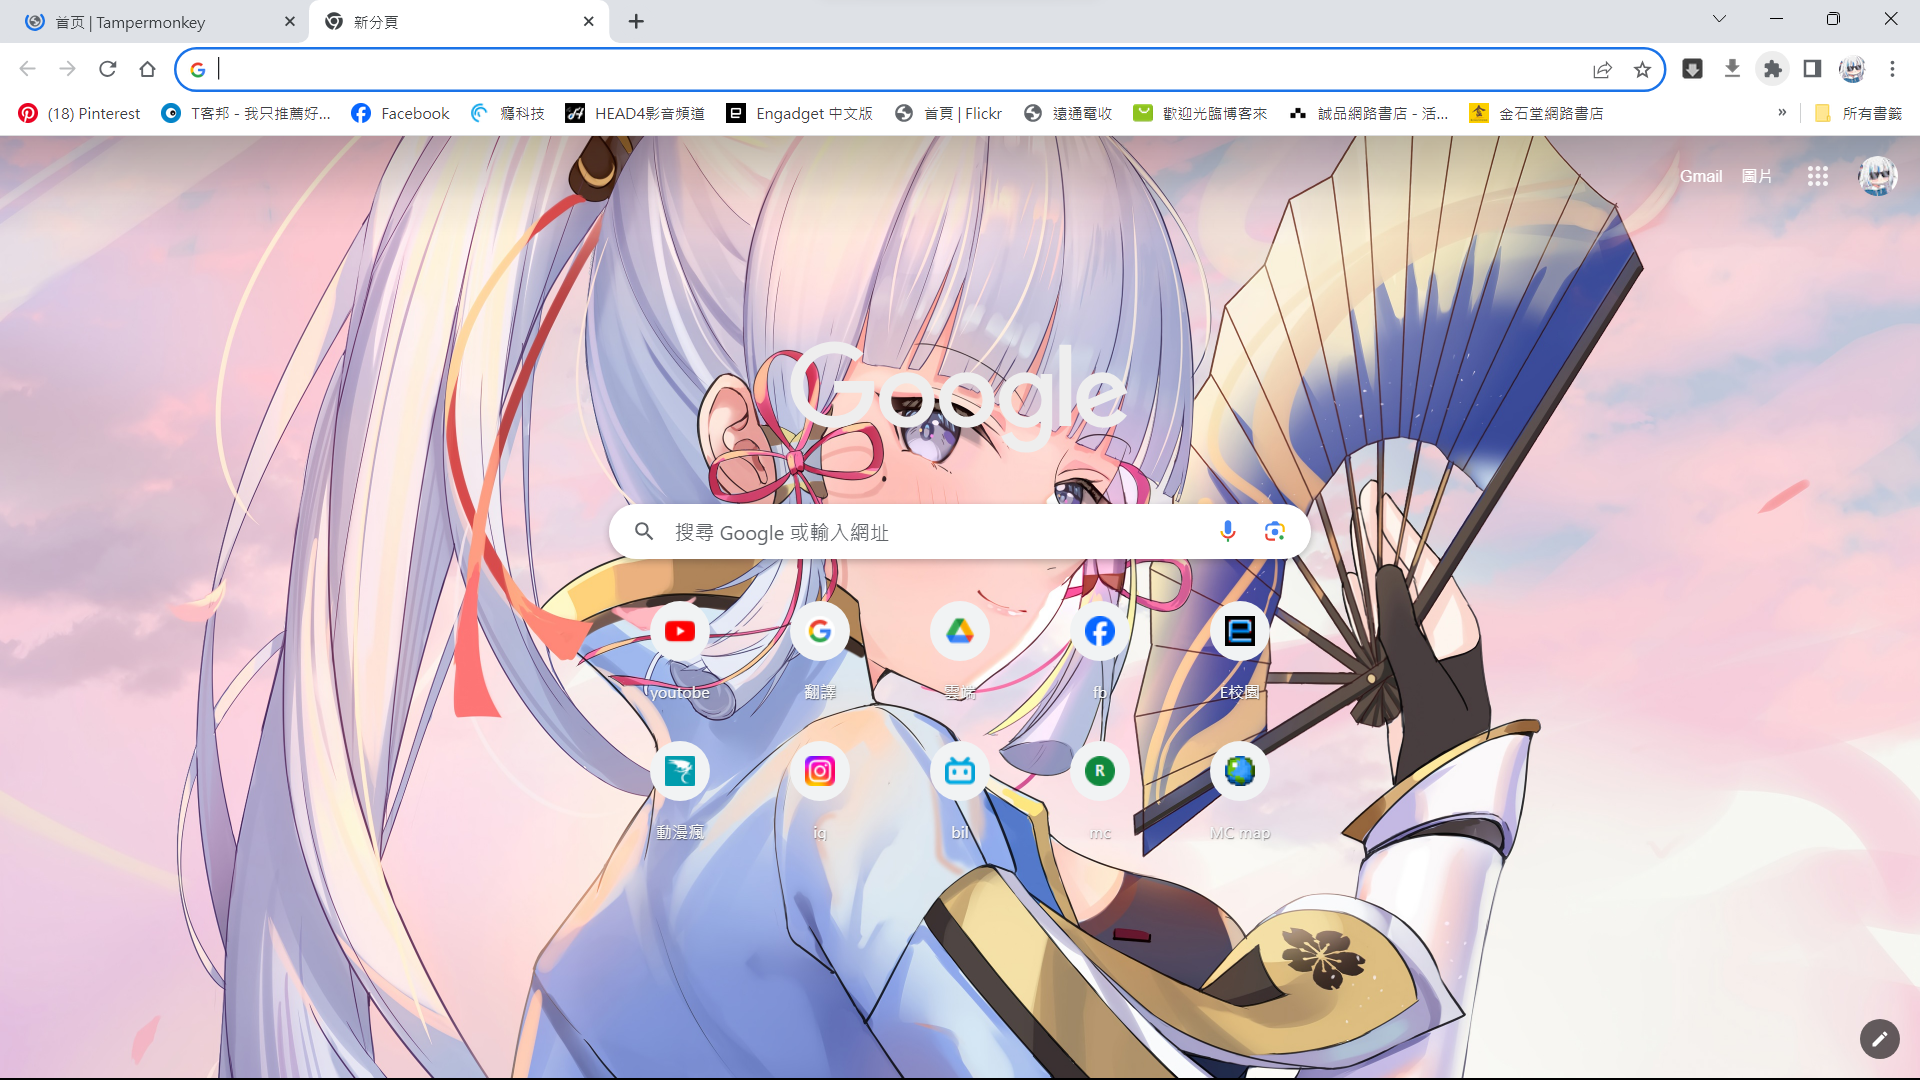 首页 | Tampermonkey
新分頁
(18) Pinterest
T客邦 - 我只推薦好...
Facebook
癮科技
HEAD4影音頻道
Engadget 中文版
首頁 | Flickr
遠通電收
歡迎光臨博客來
誠品網路書店 - 活...
金石堂網路書店
»
所有書籤
Gmail
圖片
Google
搜尋 Google 或輸入網址
youtobe
翻譯
雲端
fb
E校園
動漫瘋
iq
bil
R
mc
MC map